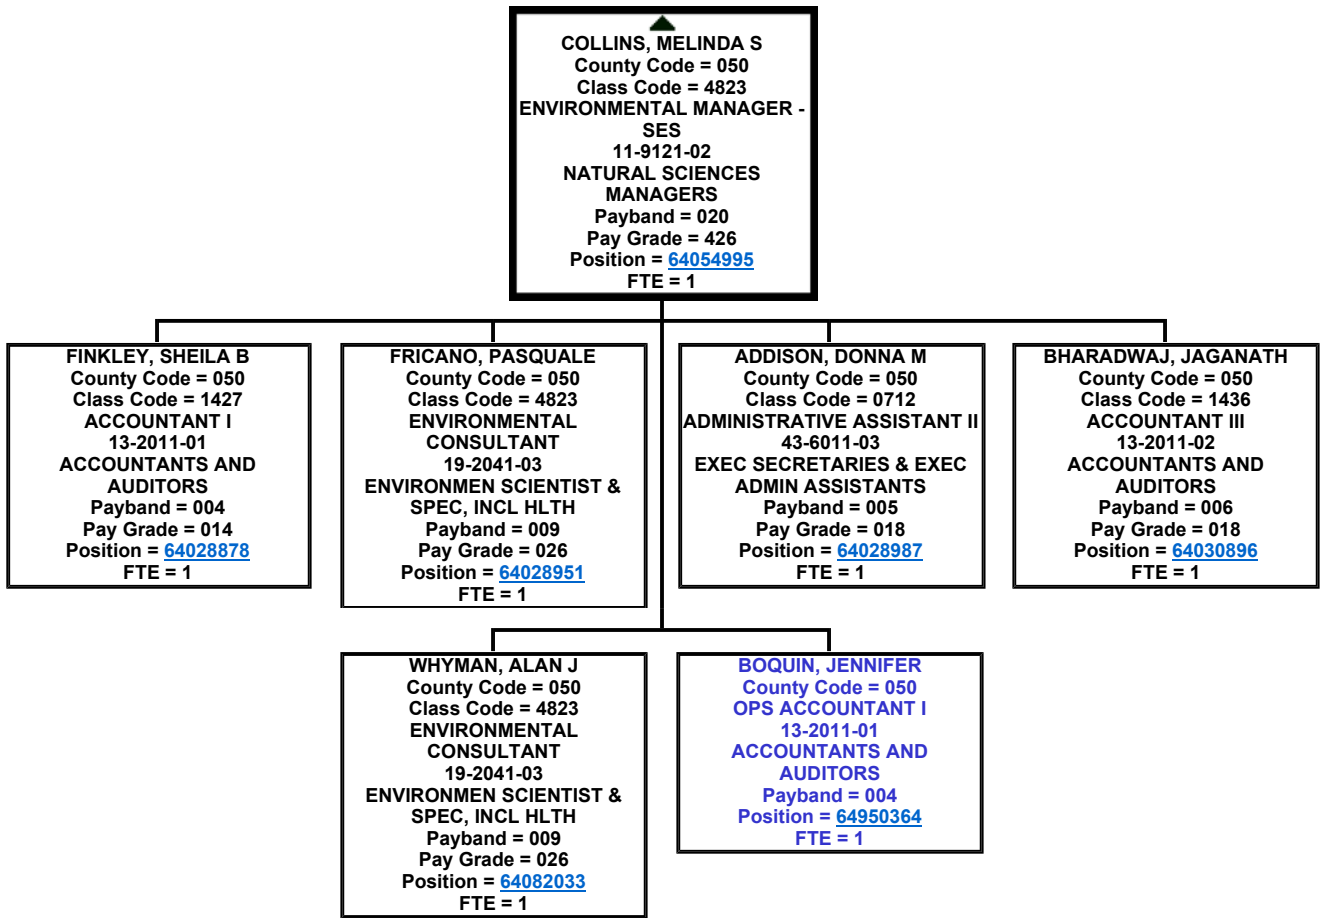 COLLINS, MELINDA S
County Code = 050
Class Code = 4823
ENVIRONMENTAL MANAGER -
SES
11-9121-02
NATURAL SCIENCES
MANAGERS
Payband = 020
Pay Grade = 426
Position = 64054995
FTE = 1
FINKLEY, SHEILA B
County Code = 050
Class Code = 1427
ACCOUNTANT I
13-2011-01
ACCOUNTANTS AND
AUDITORS
Payband = 004
Pay Grade = 014
Position = 64028878
FTE = 1
FRICANO, PASQUALE
County Code = 050
Class Code = 4823
ENVIRONMENTAL
CONSULTANT
19-2041-03
ENVIRONMEN SCIENTIST &
SPEC, INCL HLTH
Payband = 009
Pay Grade = 026
Position = 64028951
FTE = 1
ADDISON, DONNA M
County Code = 050
Class Code = 0712
ADMINISTRATIVE ASSISTANT II
43-6011-03
EXEC SECRETARIES & EXEC
ADMIN ASSISTANTS
Payband = 005
Pay Grade = 018
Position = 64028987
FTE = 1
BHARADWAJ, JAGANATH
County Code = 050
Class Code = 1436
ACCOUNTANT III
13-2011-02
ACCOUNTANTS AND
AUDITORS
Payband = 006
Pay Grade = 018
Position = 64030896
FTE = 1
WHYMAN, ALAN J
County Code = 050
Class Code = 4823
ENVIRONMENTAL
CONSULTANT
19-2041-03
ENVIRONMEN SCIENTIST &
SPEC, INCL HLTH
Payband = 009
Pay Grade = 026
Position = 64082033
FTE = 1
BOQUIN, JENNIFER
County Code = 050
OPS ACCOUNTANT I
13-2011-01
ACCOUNTANTS AND
AUDITORS
Payband = 004
Position = 64950364
FTE = 1